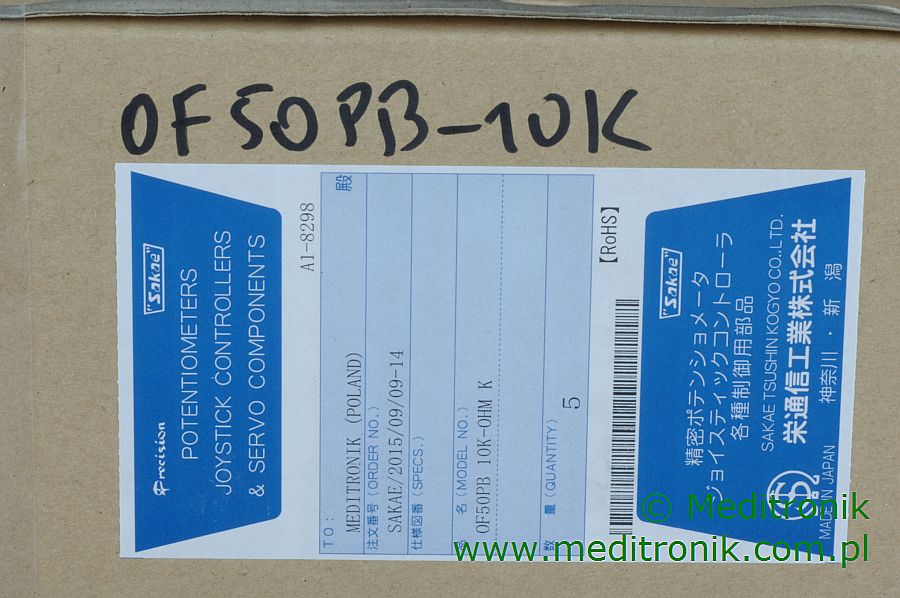 OF50PB-10K
"Sakae"
Precision
POTENTIOMETERS
JOYSTICK CONTROLLERS
& SERVO COMPONENTS
A1-8298
TO: 殿
MEDITRONIK (POLAND)
注文番号(ORDER NO.)
SAKAE/2015/09/09-14
仕様図番(SPECS.)
名(MODEL NO.)
OF50PB 10K-OHM K
数 量(QUANTITY)
5
【RoHS】
"Sakae"
精密ポテンショメータ
ジョイスティックコントローラ
各種制御用部品
SAKAE TSUSHIN KOGYO CO.,LTD.
栄通信工業株式会社
神奈川・新潟
MADE IN JAPAN
© Meditronik
www.meditronik.com.pl